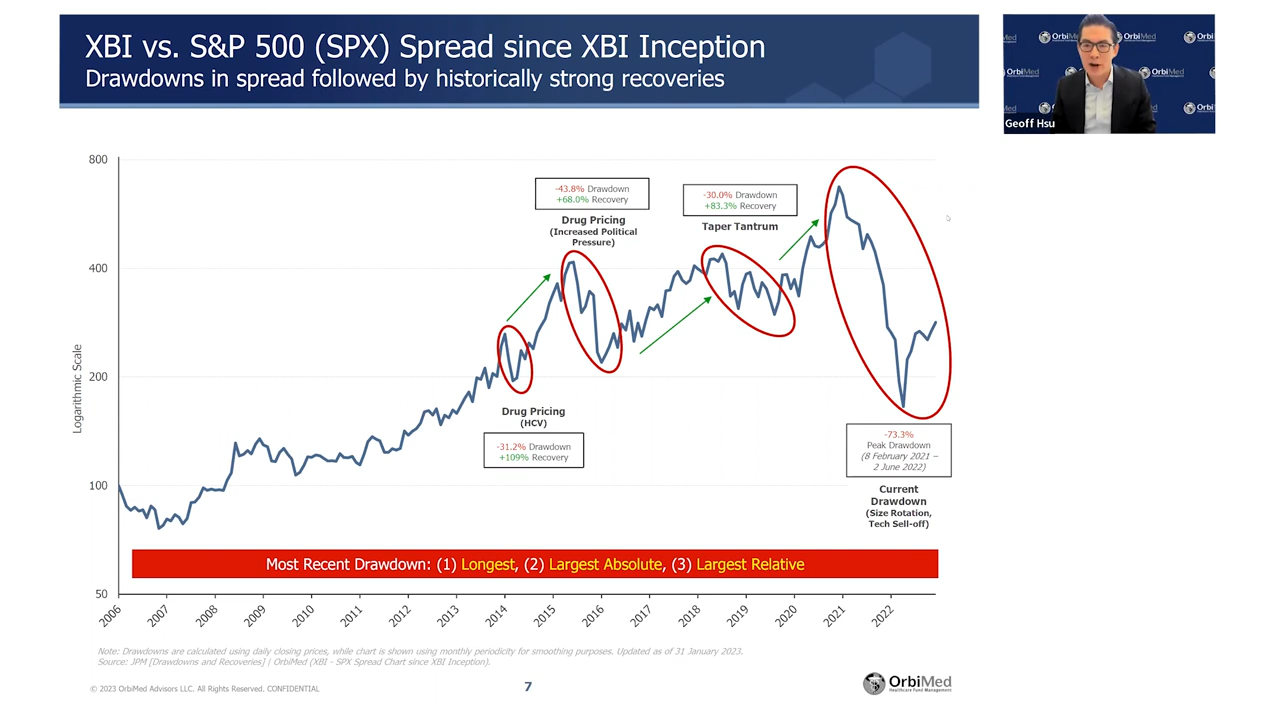 XBI vs. S&P 500 (SPX) Spread since XBI Inception
Drawdowns in spread followed by historically strong recoveries
OrbiMed
OrbiMed
Geoff Hsu
800
400
200
100
50
Logarithmic Scale
-43.8% Drawdown
+68.0% Recovery
Drug Pricing
(Increased Political
Pressure)
-30.0% Drawdown
+83.3% Recovery
Taper Tantrum
Drug Pricing
(HCV)
-31.2% Drawdown
+109% Recovery
-73.3%
Peak Drawdown
(8 February 2021 –
2 June 2022)
Current
Drawdown
(Size Rotation,
Tech Sell-off)
Most Recent Drawdown: (1) Longest, (2) Largest Absolute, (3) Largest Relative
2006 2007 2008 2009 2010 2011 2012 2013 2014 2015 2016 2017 2018 2019 2020 2021 2022
Note: Drawdowns are calculated using daily closing prices, while chart is shown using monthly periodicity for smoothing purposes. Updated as of 31 January 2023.
Source: JPM [Drawdowns and Recoveries] | OrbiMed (XBI - SPX Spread Chart since XBI Inception).
© 2023 OrbiMed Advisors LLC. All Rights Reserved. CONFIDENTIAL
7
OrbiMed
Healthcare Fund Management